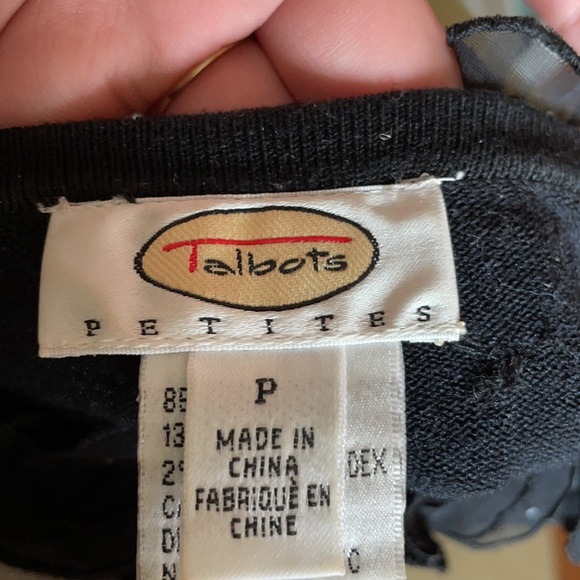 Talbots
PETITES
P
MADE IN
CHINA
FABRIQUÉ EN
CHINE